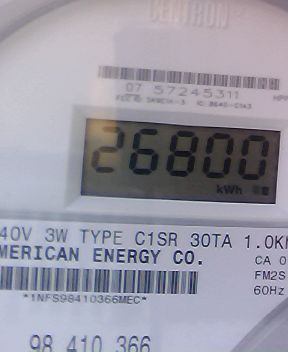 CENTRON
07 57245311
26800
kWh
40V 3W TYPE C1SR 30TA 1.0K
MERICAN ENERGY CO.
CA 0
FM2S
60Hz
*1NFS98410366MEC*
98 410 366